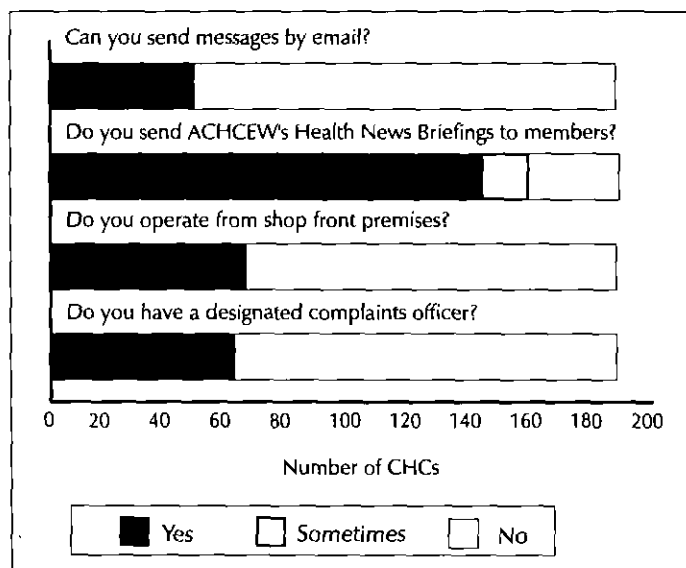 Can you send messages by email?
Do you send ACHCEW's Health News Briefings to members?
Do you operate from shop front premises?
Do you have a designated complaints officer?
0 20 40 60 80 100 120 140 160 180 200
Number of CHCs
Yes Sometimes No